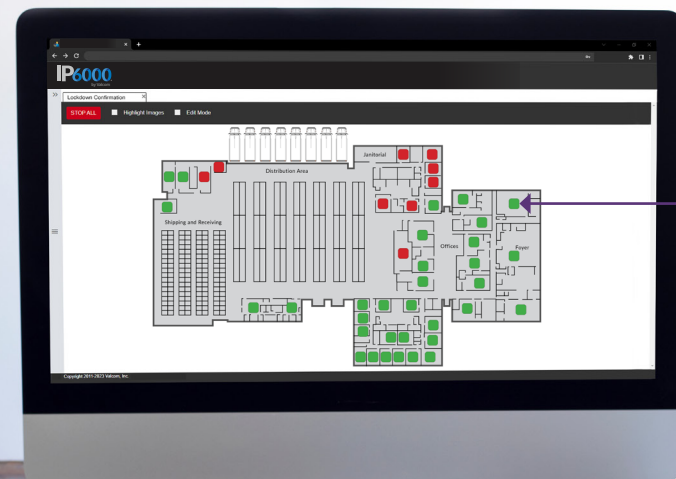 IP6000
by Valcom
Lockdown Confirmation
STOP ALL
Highlight Images
Edit Mode
Janitorial
Distribution Area
Shipping and Receiving
Offices
Foyer
Copyright 2011-2023 Valcom, Inc.